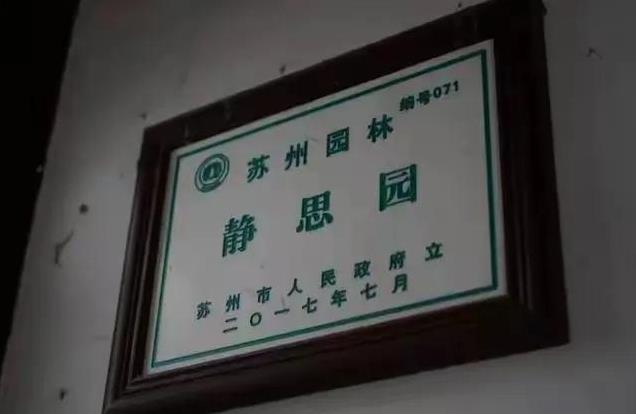 编号071
苏州园林
静思园
苏州市人民政府立
二〇一七年七月